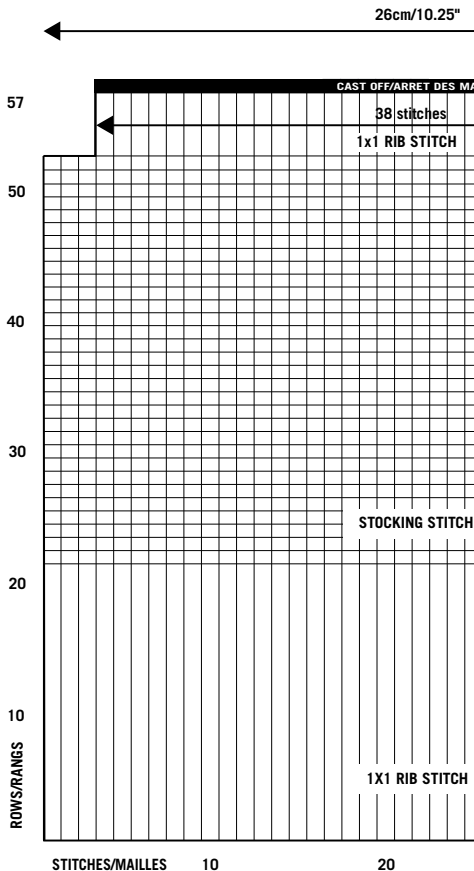 26cm/10.25"
CAST OFF/ARRET DES MA
57
38 stitches
1x1 RIB STITCH
50
40
30
STOCKING STITCH
20
10
ROWS/RANGS
1X1 RIB STITCH
STITCHES/MAILLES 10 20